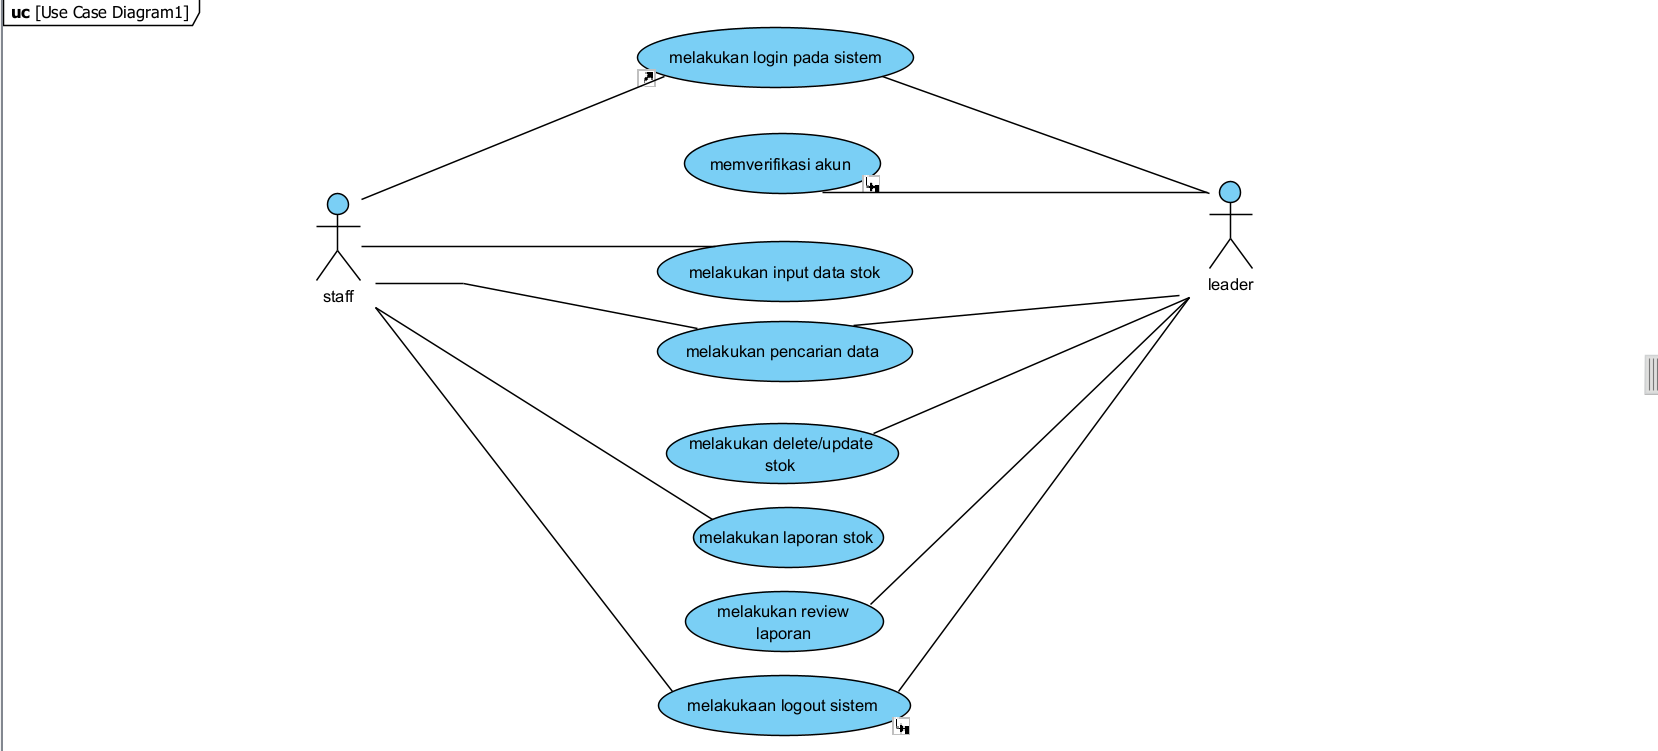 uc [Use Case Diagram1]
melakukan login pada sistem
memverifikasi akun
melakukan input data stok
staff
leader
melakukan pencarian data
melakukan delete/update
stok
melakukan laporan stok
melakukan review
laporan
melakukaan logout sistem